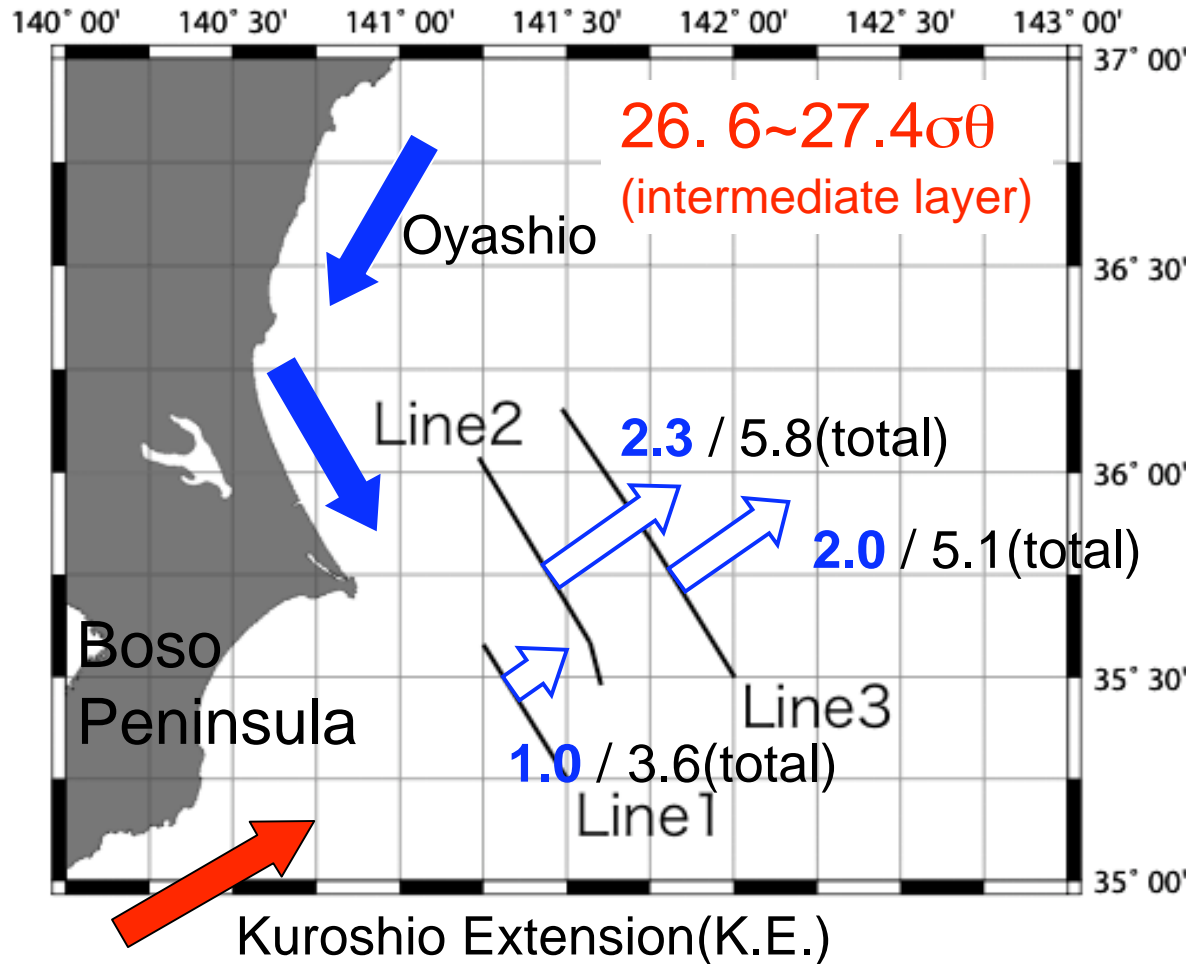 140° 00' 140° 30' 141° 00' 141° 30' 142° 00' 142° 30' 143° 00'
37° 00'
26. 6~27.4σθ
(intermediate layer)
Oyashio
36° 30'
Line2
2.3 / 5.8(total)
36° 00'
2.0 / 5.1(total)
Boso
Peninsula
35° 30'
Line3
1.0 / 3.6(total)
Line1
35° 00'
Kuroshio Extension(K.E.)